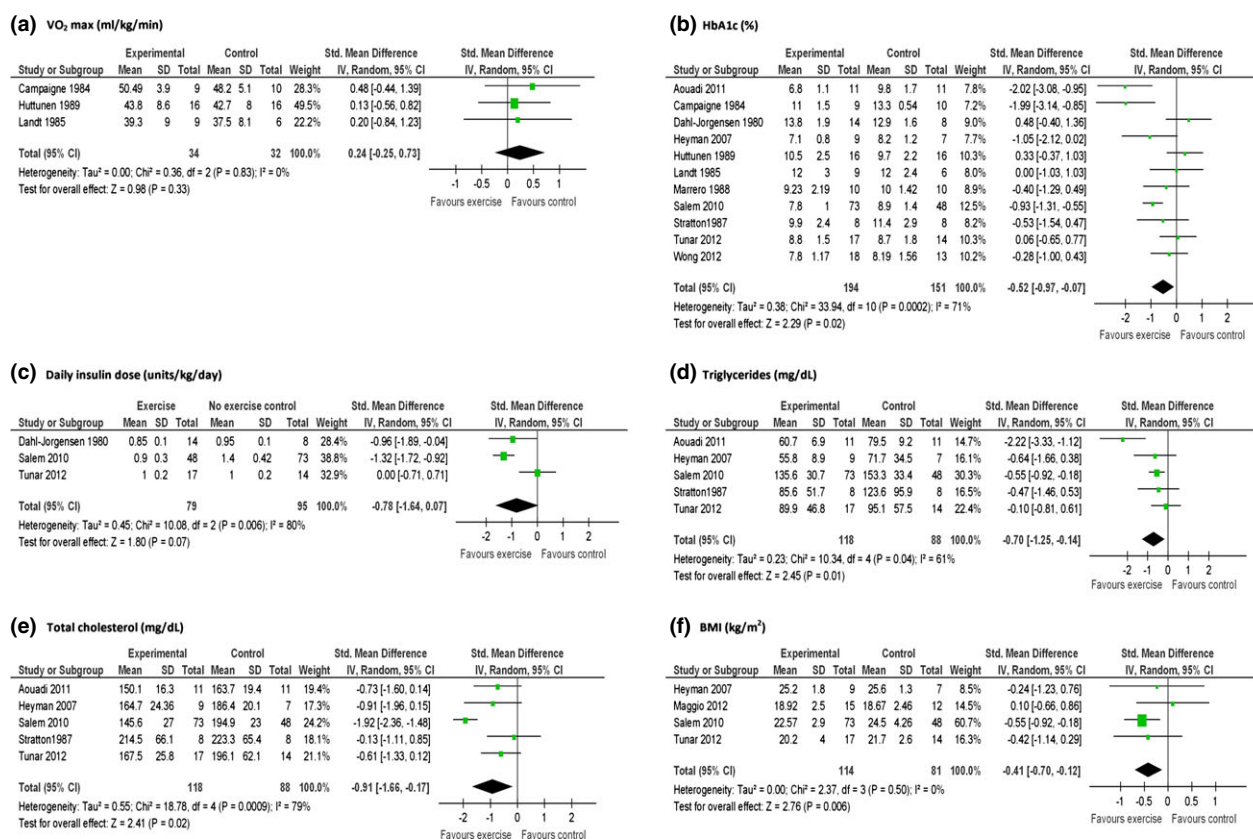 (a) VO₂ max (ml/kg/min)
Experimental Control Std. Mean Difference Std. Mean Difference
Study or Subgroup Mean SD Total Mean SD Total Weight IV, Random, 95% CI IV, Random, 95% CI
Campaigne 1984 50.49 3.9 9 48.2 5.1 10 28.3% 0.48 [-0.44, 1.39]
Huttunen 1989 43.8 8.6 16 42.7 8 16 49.5% 0.13 [-0.56, 0.82]
Landt 1985 39.3 9 9 37.5 8.1 6 22.2% 0.20 [-0.84, 1.23]
Total (95% CI) 34 32 100.0% 0.24 [-0.25, 0.73]
Heterogeneity: Tau² = 0.00; Chi² = 0.36, df = 2 (P = 0.83); I² = 0%
Test for overall effect: Z = 0.98 (P = 0.33)
-1 -0.5 0 0.5 1
Favours exercise Favours control
(b) HbA1c (%)
Experimental Control Std. Mean Difference Std. Mean Difference
Study or Subgroup Mean SD Total Mean SD Total Weight IV, Random, 95% CI IV, Random, 95% CI
Aouadi 2011 6.8 1.1 11 9.8 1.7 11 7.8% -2.02 [-3.08, -0.95]
Campaigne 1984 11 1.5 9 13.3 0.54 10 7.2% -1.99 [-3.14, -0.85]
Dahl-Jorgensen 1980 13.8 1.9 14 12.9 1.6 8 9.0% 0.48 [-0.40, 1.36]
Heyman 2007 7.1 0.8 9 8.2 1.2 7 7.7% -1.05 [-2.12, 0.02]
Huttunen 1989 10.5 2.5 16 9.7 2.2 16 10.4% 0.33 [-0.37, 1.03]
Landt 1985 12 3 9 12 2.4 6 8.0% 0.00 [-1.03, 1.03]
Marrero 1988 9.23 2.19 10 10 1.42 10 8.9% -0.40 [-1.29, 0.49]
Salem 2010 7.8 1 73 8.9 1.4 48 12.5% -0.93 [-1.31, -0.55]
Stratton1987 9.9 2.4 8 11.4 2.9 8 8.1% -0.53 [-1.54, 0.47]
Tunar 2012 8.8 1.5 17 8.7 1.8 14 10.3% 0.06 [-0.65, 0.77]
Wong 2012 7.8 1.17 18 8.19 1.56 13 10.2% -0.28 [-1.00, 0.43]
Total (95% CI) 194 151 100.0% -0.52 [-0.97, -0.07]
Heterogeneity: Tau² = 0.38; Chi² = 33.94, df = 10 (P = 0.0002); I² = 71%
Test for overall effect: Z = 2.29 (P = 0.02)
-2 -1 0 1 2
Favours exercise Favours control
(c) Daily insulin dose (units/kg/day)
Exercise No exercise control Std. Mean Difference Std. Mean Difference
Study or Subgroup Mean SD Total Mean SD Total Weight IV, Random, 95% CI IV, Random, 95% CI
Dahl-Jorgensen 1980 0.85 0.1 14 0.95 0.1 8 28.4% -0.96 [-1.89, -0.04]
Salem 2010 0.9 0.3 48 1.4 0.42 73 38.8% -1.32 [-1.72, -0.92]
Tunar 2012 1 0.2 17 1 0.2 14 32.9% 0.00 [-0.71, 0.71]
Total (95% CI) 79 95 100.0% -0.78 [-1.64, 0.07]
Heterogeneity: Tau² = 0.45; Chi² = 10.08, df = 2 (P = 0.006); I² = 80%
Test for overall effect: Z = 1.80 (P = 0.07)
-2 -1 0 1 2
Favours exercise Favours control
(d) Triglycerides (mg/dL)
Experimental Control Std. Mean Difference Std. Mean Difference
Study or Subgroup Mean SD Total Mean SD Total Weight IV, Random, 95% CI IV, Random, 95% CI
Aouadi 2011 60.7 6.9 11 79.5 9.2 11 14.7% -2.22 [-3.33, -1.12]
Heyman 2007 55.8 8.9 9 71.7 34.5 7 16.1% -0.64 [-1.66, 0.38]
Salem 2010 135.6 30.7 73 153.3 33.4 48 30.3% -0.55 [-0.92, -0.18]
Stratton1987 85.6 51.7 8 123.6 95.9 8 16.5% -0.47 [-1.46, 0.53]
Tunar 2012 89.9 46.8 17 95.1 57.5 14 22.4% -0.10 [-0.81, 0.61]
Total (95% CI) 118 88 100.0% -0.70 [-1.25, -0.14]
Heterogeneity: Tau² = 0.23; Chi² = 10.34, df = 4 (P = 0.04); I² = 61%
Test for overall effect: Z = 2.45 (P = 0.01)
-2 -1 0 1 2
Favours exercise Favours control
(e) Total cholesterol (mg/dL)
Experimental Control Std. Mean Difference Std. Mean Difference
Study or Subgroup Mean SD Total Mean SD Total Weight IV, Random, 95% CI IV, Random, 95% CI
Aouadi 2011 150.1 16.3 11 163.7 19.4 11 19.4% -0.73 [-1.60, 0.14]
Heyman 2007 164.7 24.36 9 186.4 20.1 7 17.7% -0.91 [-1.96, 0.15]
Salem 2010 145.6 27 73 194.9 23 48 24.2% -1.92 [-2.36, -1.48]
Stratton1987 214.5 66.1 8 223.3 65.4 8 18.1% -0.13 [-1.11, 0.85]
Tunar 2012 167.5 25.8 17 196.1 62.1 14 21.1% -0.61 [-1.33, 0.12]
Total (95% CI) 118 88 100.0% -0.91 [-1.66, -0.17]
Heterogeneity: Tau² = 0.55; Chi² = 18.78, df = 4 (P = 0.0009); I² = 79%
Test for overall effect: Z = 2.41 (P = 0.02)
-2 -1 0 1 2
Favours exercise Favours control
(f) BMI (kg/m²)
Experimental Control Std. Mean Difference Std. Mean Difference
Study or Subgroup Mean SD Total Mean SD Total Weight IV, Random, 95% CI IV, Random, 95% CI
Heyman 2007 25.2 1.8 9 25.6 1.3 7 8.5% -0.24 [-1.23, 0.76]
Maggio 2012 18.92 2.5 15 18.67 2.46 12 14.2% 0.10 [-0.66, 0.86]
Salem 2010 22.57 2.9 73 24.5 4.26 48 60.9% -0.55 [-0.92, -0.18]
Tunar 2012 20.2 4 17 21.7 2.6 14 16.3% -0.42 [-1.14, 0.29]
Total (95% CI) 114 81 100.0% -0.41 [-0.70, -0.12]
Heterogeneity: Tau² = 0.00; Chi² = 2.37, df = 3 (P = 0.50); I² = 0%
Test for overall effect: Z = 2.76 (P = 0.006)
-1 -0.5 0 0.5 1
Favours exercise Favours control